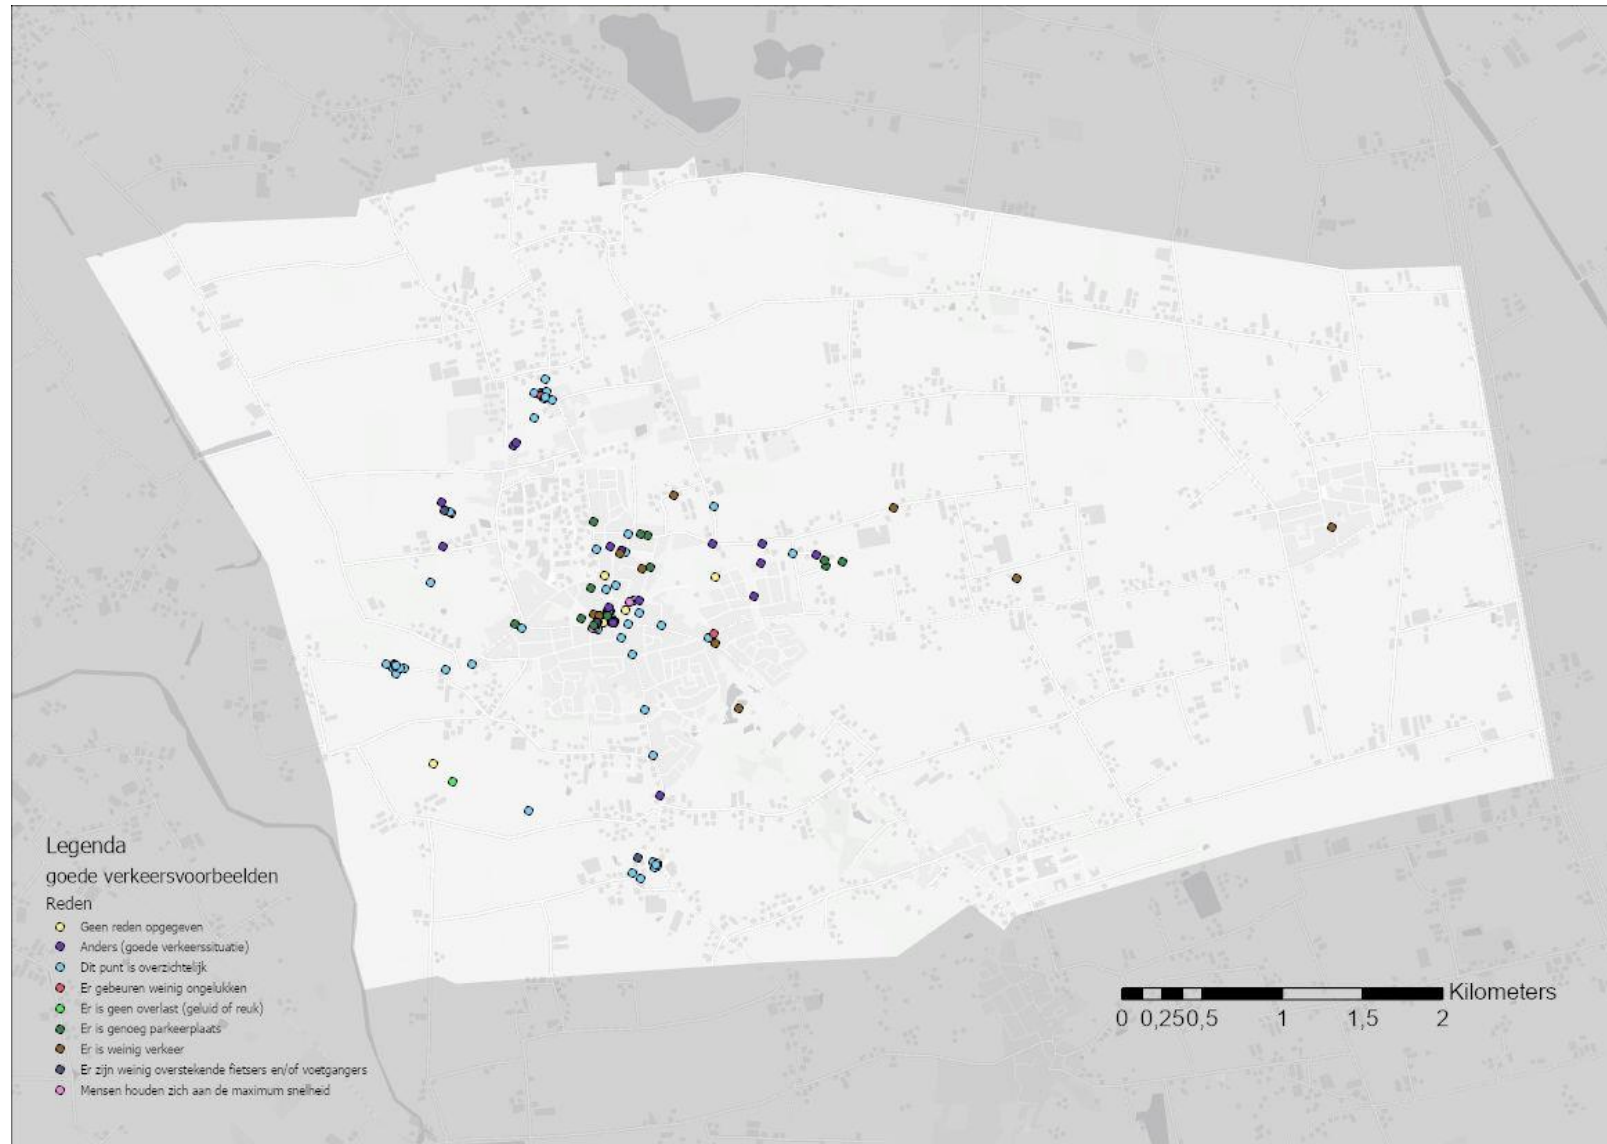 Legenda
goede verkeersvoorbeelden
Reden
Geen reden opgegeven
Anders (goede verkeerssituatie)
Dit punt is overzichtelijk
Er gebeuren weinig ongelukken
Er is geen overlast (geluid of reuk)
Er is genoeg parkeerplaats
Er is weinig verkeer
Er zijn weinig overstekende fietsers en/of voetgangers
Mensen houden zich aan de maximum snelheid
Kilometers
0 0,250,5 1 1,5 2